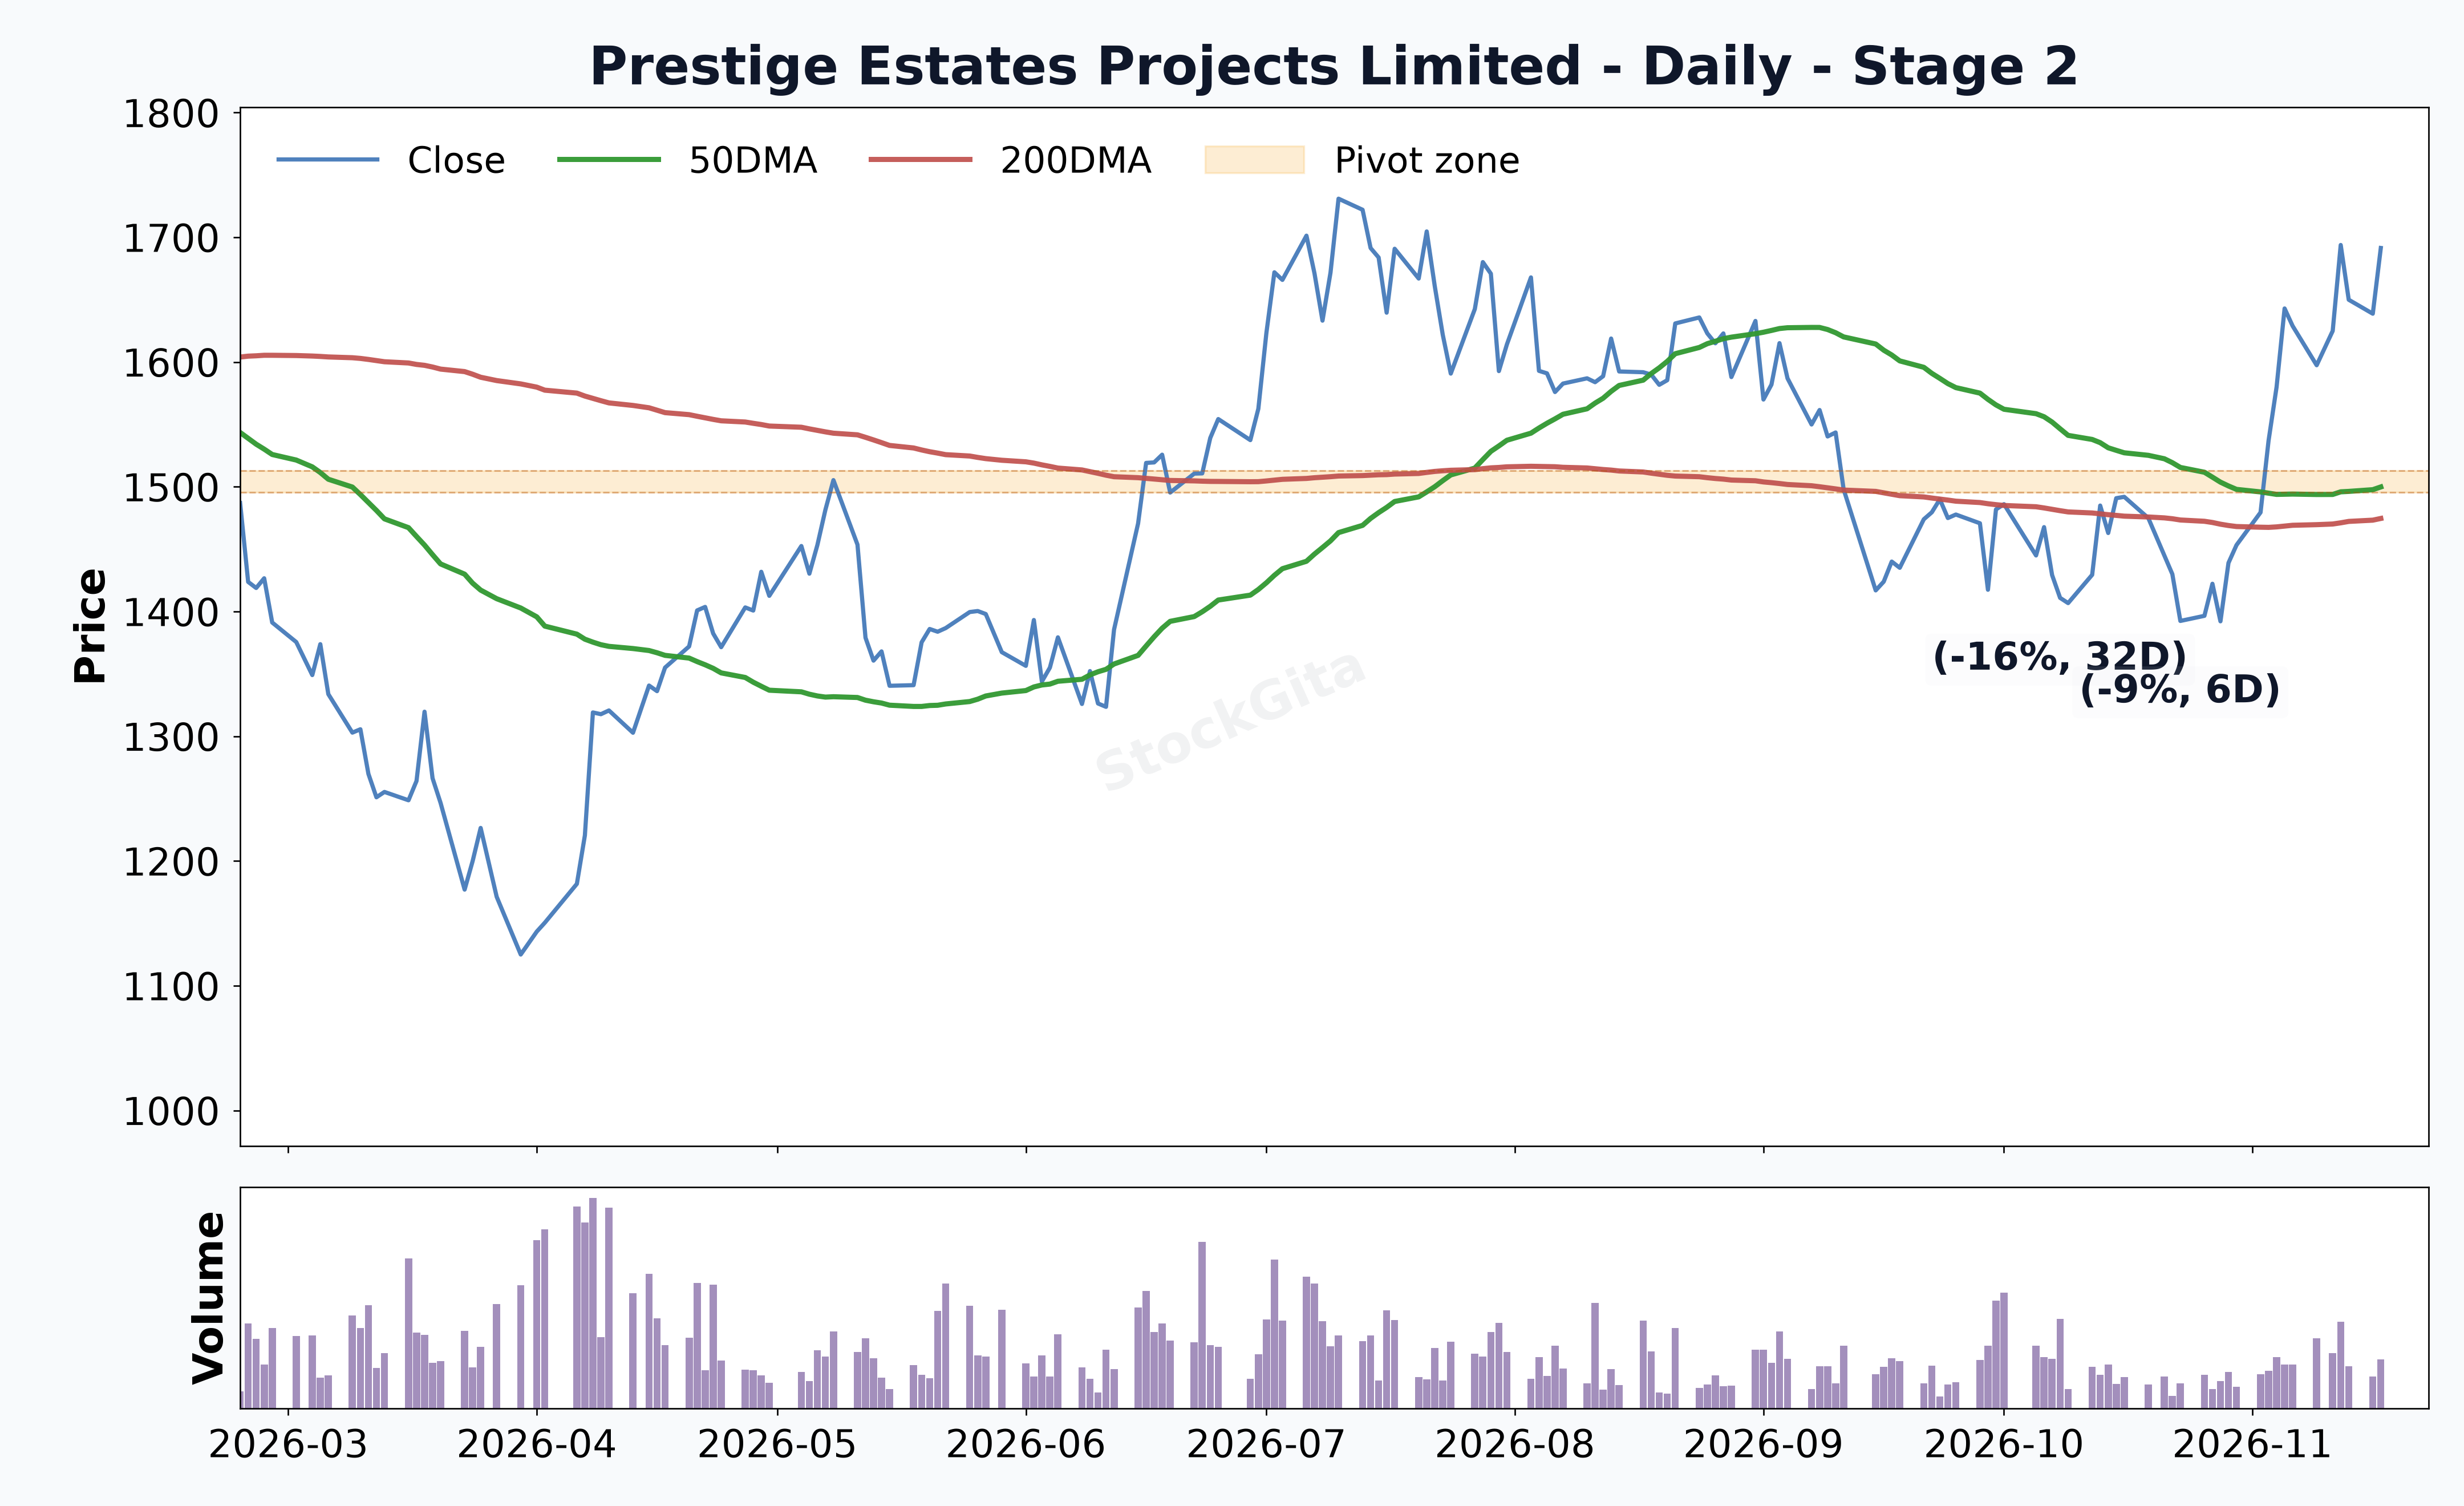 Prestige Estates Projects Limited - Daily - Stage 2
Close 50DMA 200DMA Pivot zone
Price
1800
1700
1600
1500
1400
1300
1200
1100
1000
(-16%, 32D)
(-9%, 6D)
StockGita
Volume
2026-03 2026-04 2026-05 2026-06 2026-07 2026-08 2026-09 2026-10 2026-11